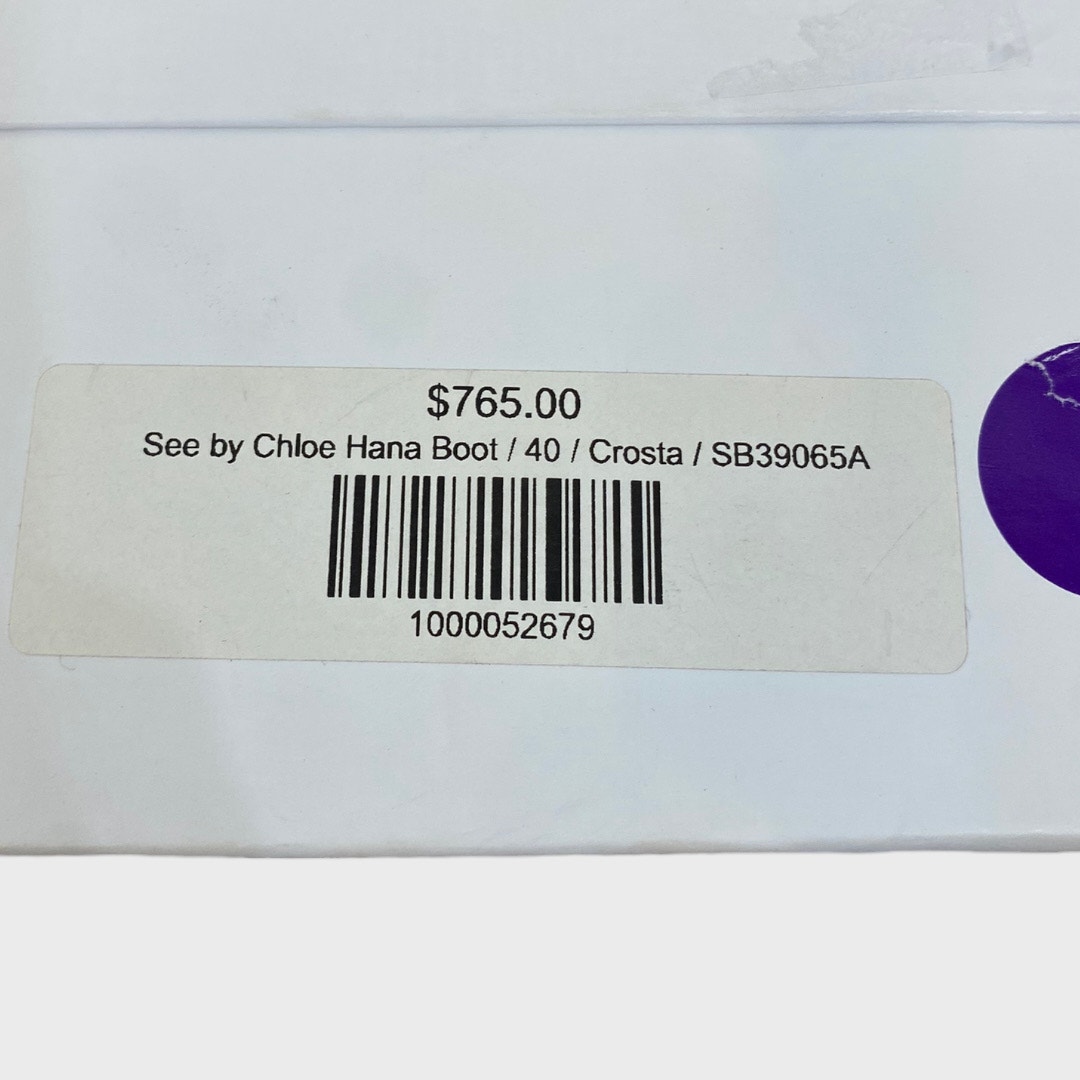 $765.00
See by Chloe Hana Boot / 40 / Crosta / SB39065A
1000052679